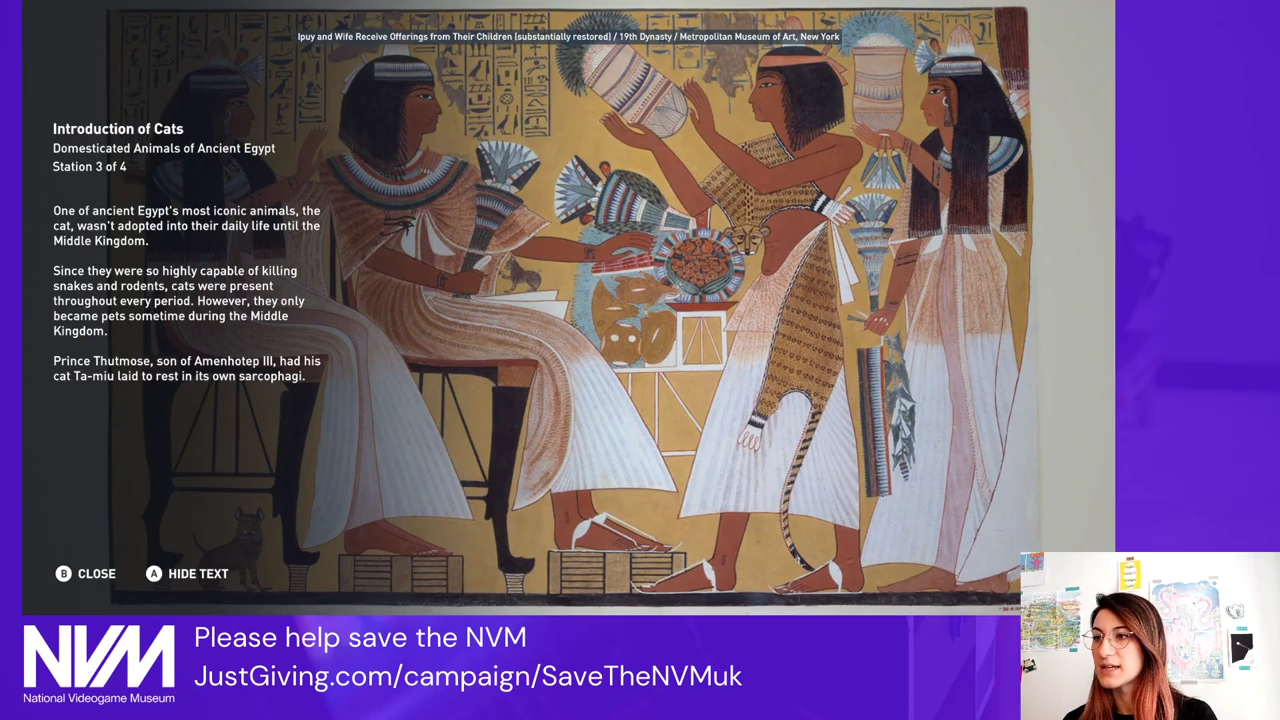 Ipuy and Wife Receive Offerings from Their Children (substantially restored) / 19th Dynasty / Metropolitan Museum of Art, New York
Introduction of Cats
Domesticated Animals of Ancient Egypt
Station 3 of 4
One of ancient Egypt's most iconic animals, the
cat, wasn't adopted into their daily life until the
Middle Kingdom.
Since they were so highly capable of killing
snakes and rodents, cats were present
throughout every period. However, they only
became pets sometime during the Middle
Kingdom.
Prince Thutmose, son of Amenhotep III, had his
cat Ta-miu laid to rest in its own sarcophagi.
B CLOSE A HIDE TEXT
NVM
National Videogame Museum
Please help save the NVM
JustGiving.com/campaign/SaveTheNVMuk